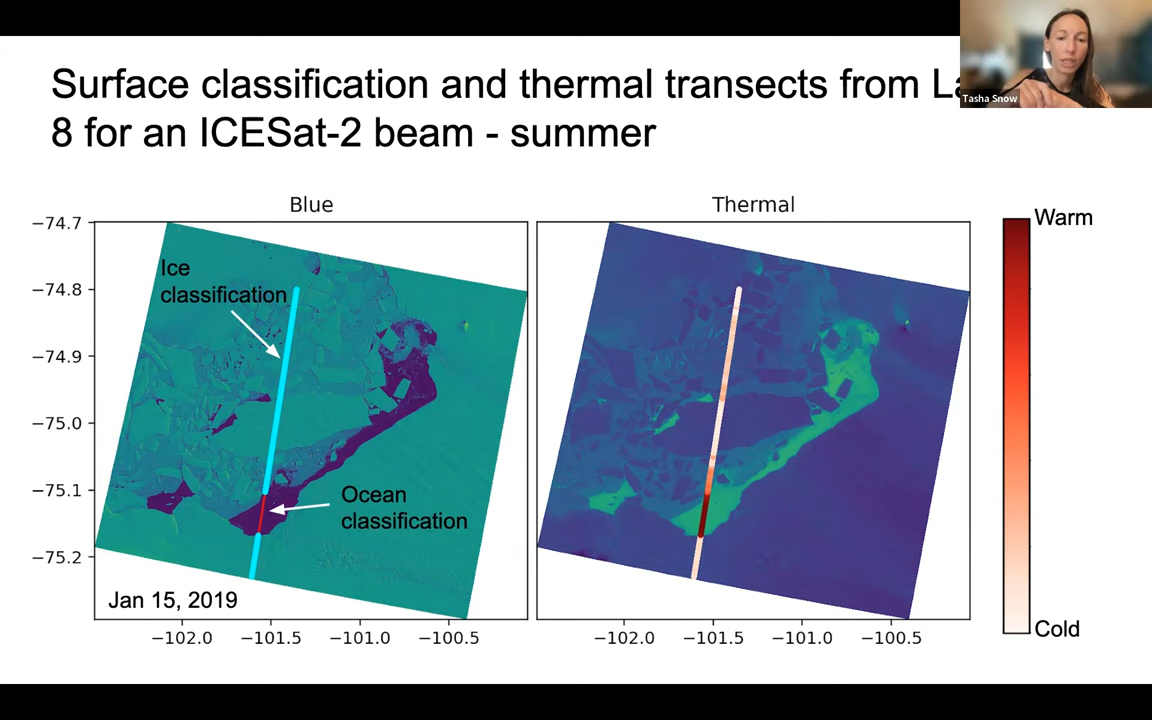 Surface classification and thermal transects from
8 for an ICESat-2 beam - summer
Tasha Snow
Blue
Thermal
−74.7
−74.8
−74.9
−75.0
−75.1
−75.2
Ice
classification
Ocean
classification
Jan 15, 2019
−102.0
−101.5
−101.0
−100.5
−102.0
−101.5
−101.0
−100.5
Warm
Cold